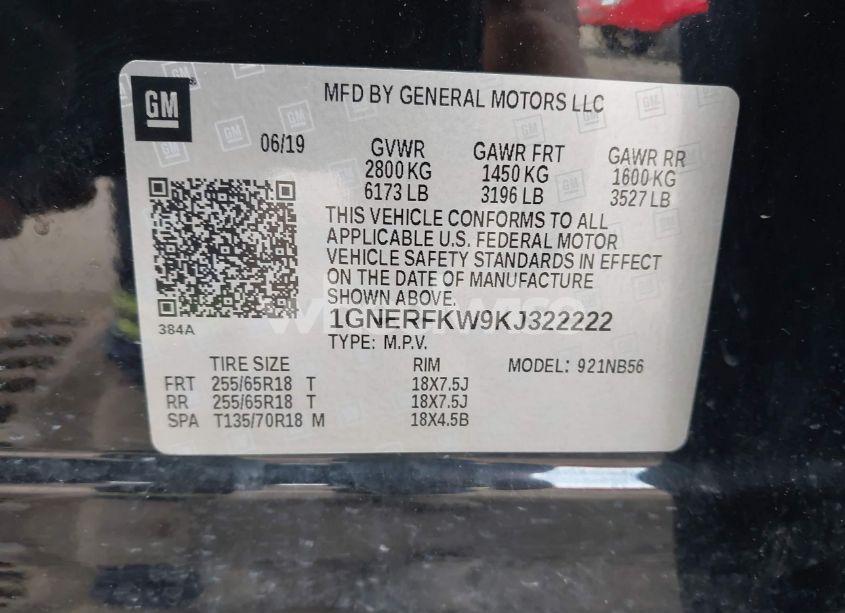 GM
MFD BY GENERAL MOTORS LLC
06/19 GVWR GAWR FRT GAWR RR
2800 KG 1450 KG 1600 KG
6173 LB 3196 LB 3527 LB
THIS VEHICLE CONFORMS TO ALL
APPLICABLE U.S. FEDERAL MOTOR
VEHICLE SAFETY STANDARDS IN EFFECT
ON THE DATE OF MANUFACTURE
SHOWN ABOVE.
384A
1GNERFKW9KJ322222
TYPE: M.P.V.
TIRE SIZE RIM MODEL: 921NB56
FRT 255/65R18 T 18X7.5J
RR 255/65R18 T 18X7.5J
SPA T135/70R18 M 18X4.5B